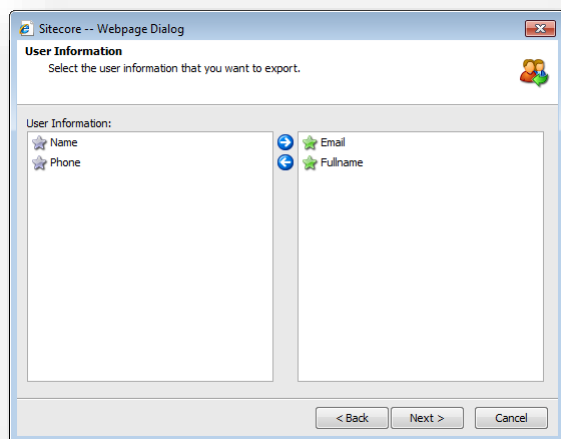 Sitecore -- Webpage Dialog
User Information
Select the user information that you want to export.
User Information:
Name
Phone
Email
Fullname
< Back
Next >
Cancel